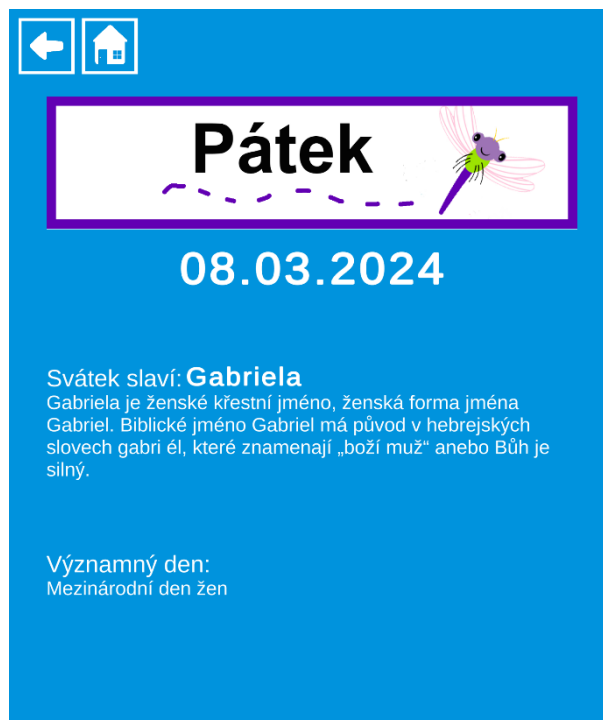 Pátek
08.03.2024
Svátek slaví: Gabriela
Gabriela je ženské křestní jméno, ženská forma jména
Gabriel. Biblické jméno Gabriel má původ v hebrejských
slovech gabri él, které znamenají „boží muž“ anebo Bůh je
silný.
Významný den:
Mezinárodní den žen